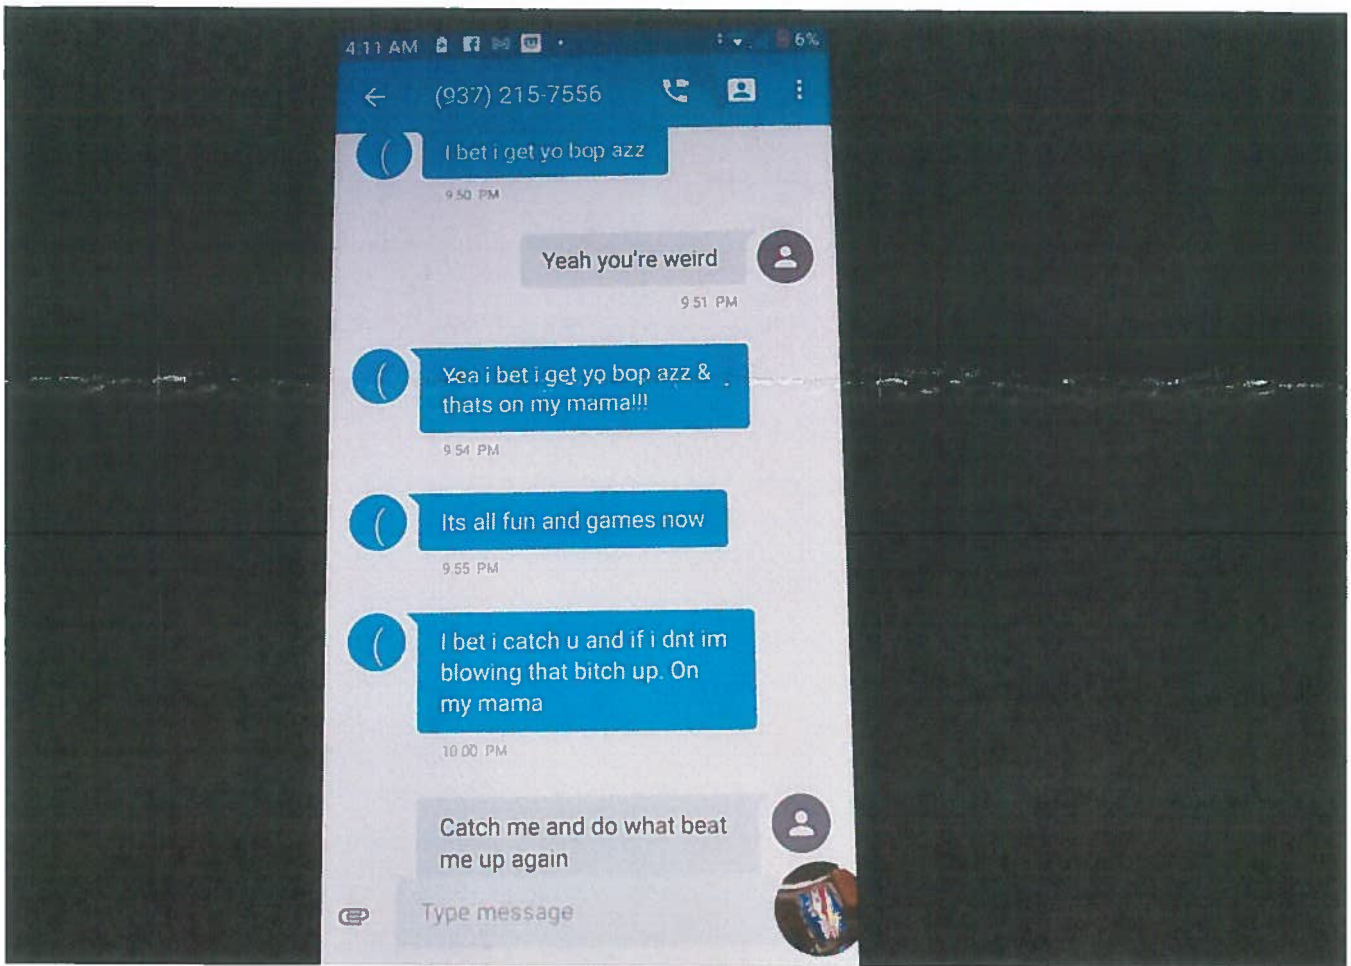 4:11 AM
6%
(937) 215-7556
I bet i get yo bop azz
9:50 PM
Yeah you're weird
9:51 PM
Yea i bet i get yo bop azz &
thats on my mama!!!
9:54 PM
Its all fun and games now
9:55 PM
I bet i catch u and if i dnt im
blowing that bitch up. On
my mama
10:00 PM
Catch me and do what beat
me up again
Type message